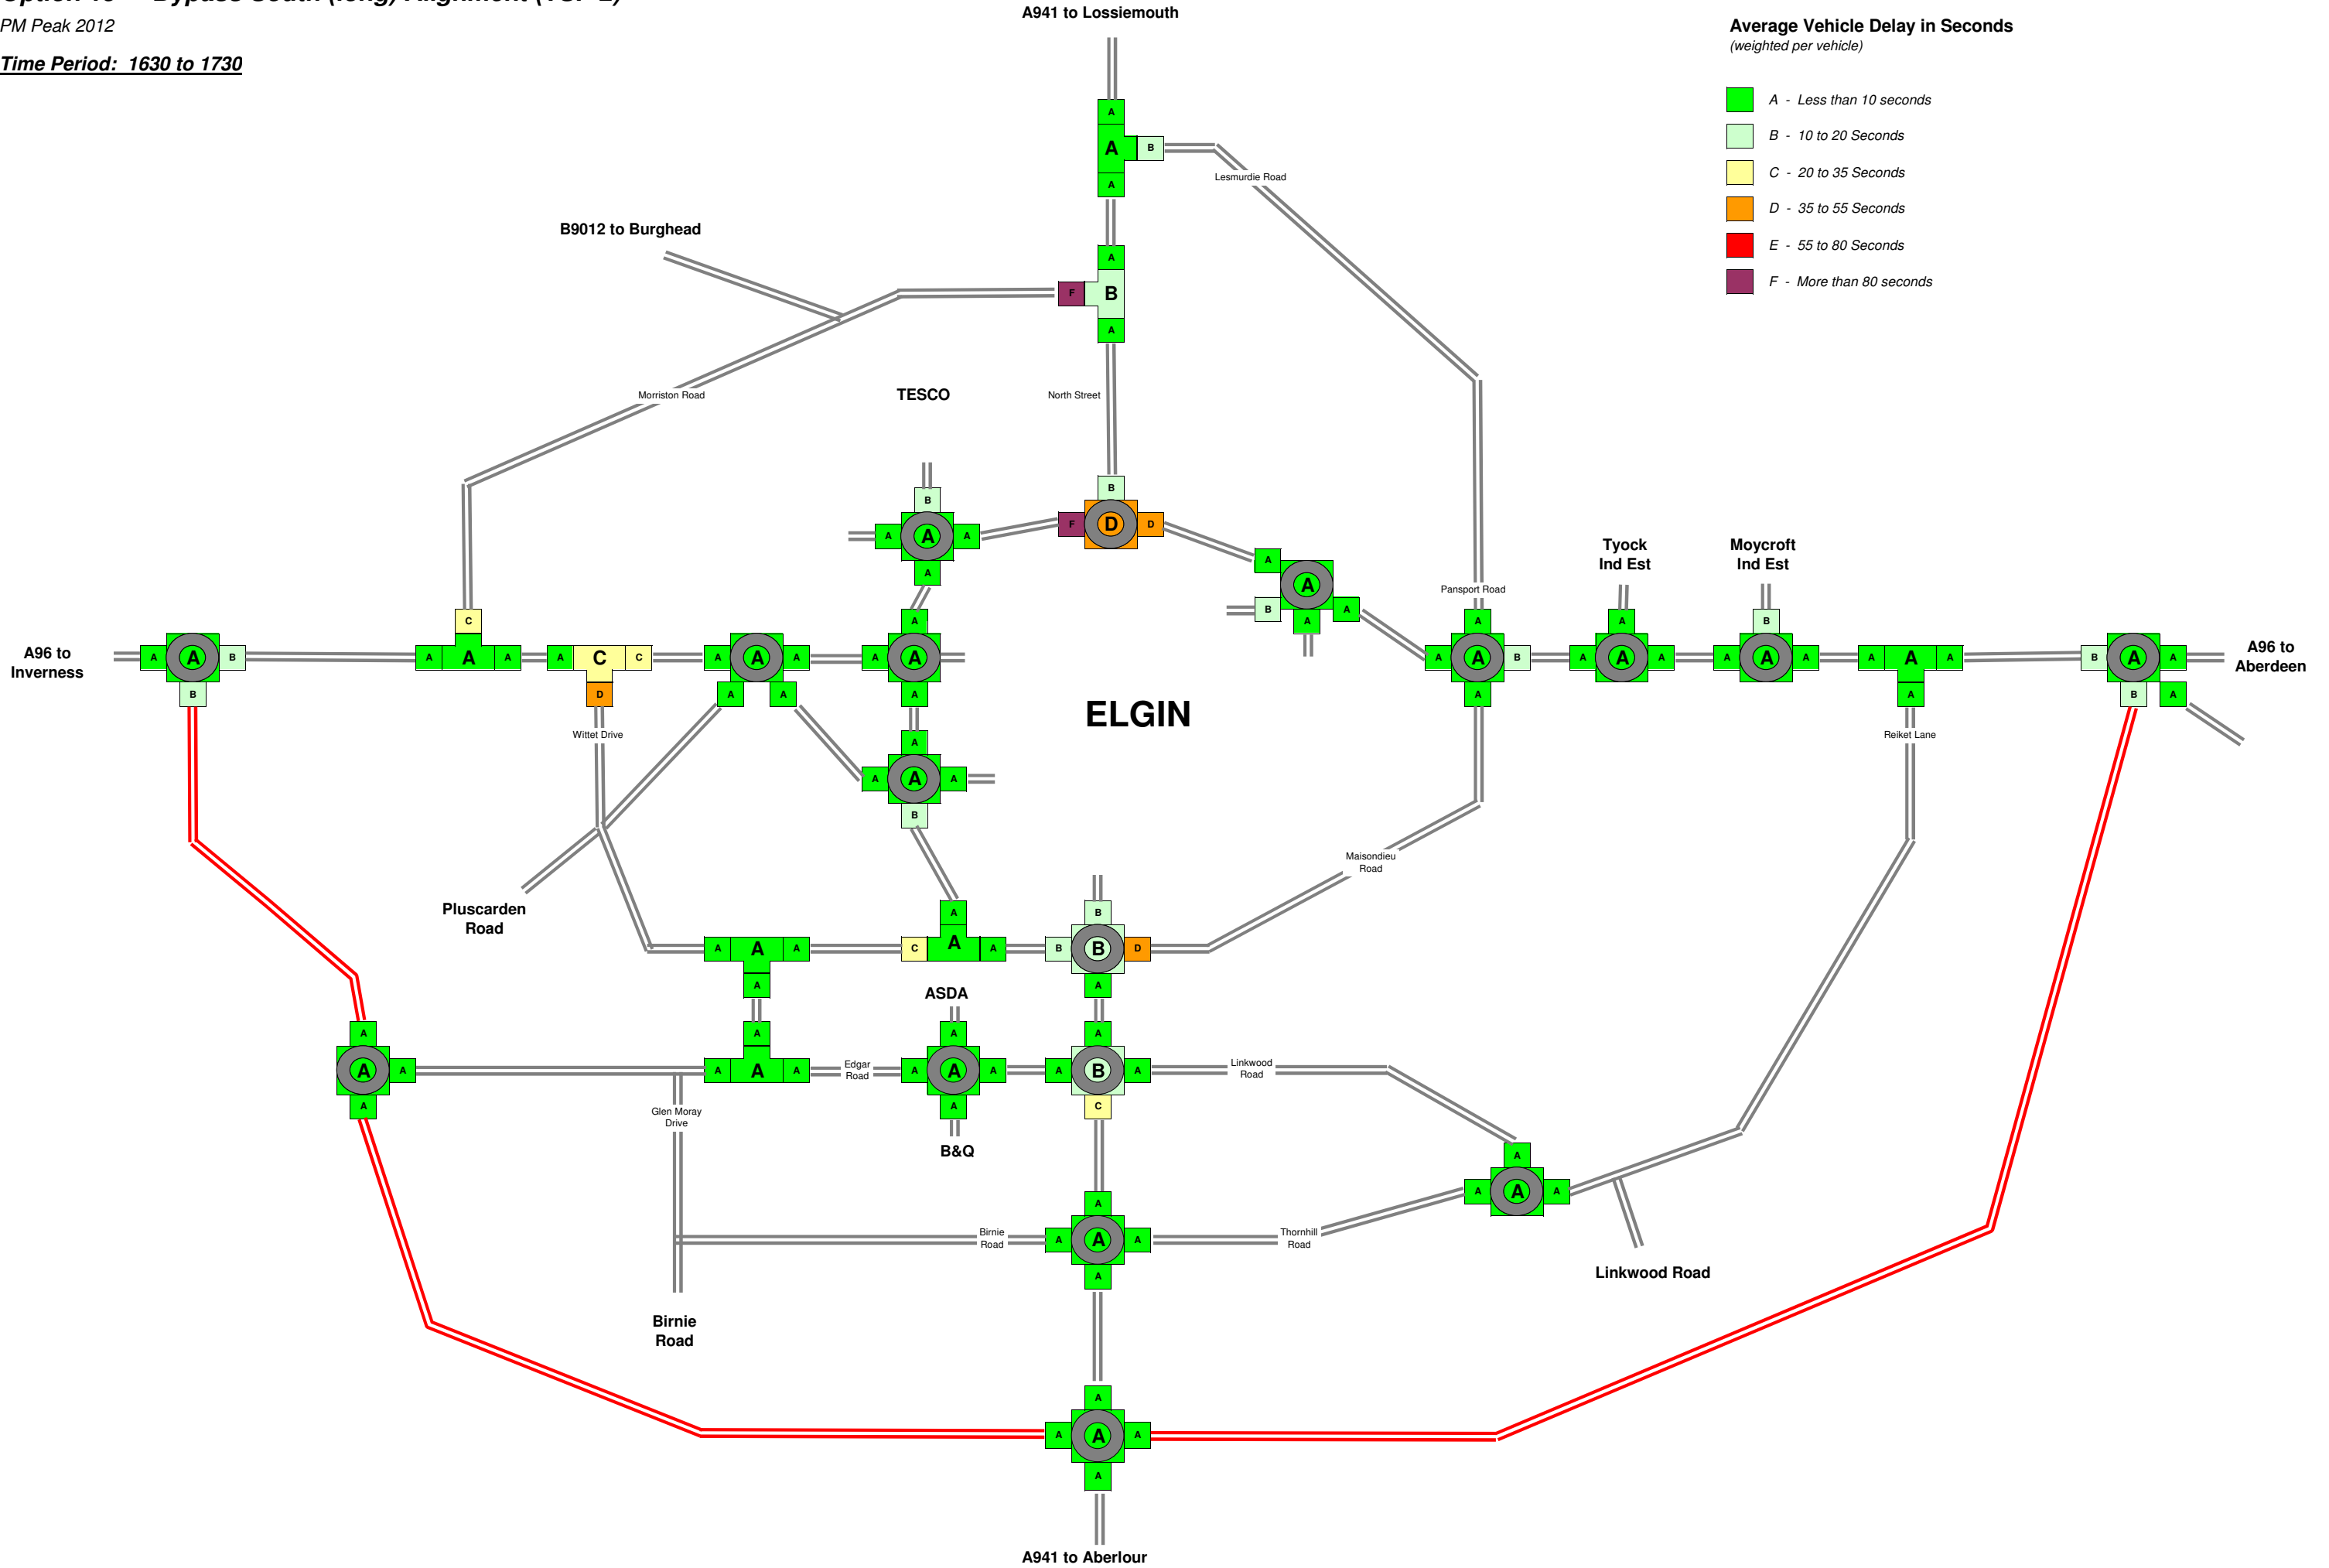 Option
Bypass South (long) Alignment
PM Peak 2012
Time Period: 1630 to 1730
A941 to Lossiemouth
Average Vehicle Delay in Seconds
(weighted per vehicle)
A - Less than 10 seconds
B - 10 to 20 Seconds
C - 20 to 35 Seconds
D - 35 to 55 Seconds
E - 55 to 80 Seconds
F - More than 80 seconds
A
A B
A
Lesmurdie Road
B9012 to Burghead
A
F B
A
Morriston Road
TESCO
North Street
B
A A A
A
B
F D D
A
A
B A
A
Tyock
Ind Est
Moycroft
Ind Est
Pansport Road
A96 to
Inverness
A A B
B
C
A A A
A C C
D
Wittet Drive
A A A
A A
A
A A
A
A
A A A
B
ELGIN
A
A A B
A
A
A A A
B
A A A
A A A
A
Reiket Lane
B A A
B A
A96 to
Aberdeen
Pluscarden
Road
Maisondieu
Road
A A A
A
A
C A A
B
B B D
A
ASDA
A
A A
A
A
A A A
Edgar
Road
A
A A A
A
B&Q
A
A B A
C
Linkwood
Road
Glen Moray
Drive
A
A A A
Linkwood Road
Birnie
Road
A
A A A
A
Thornhill
Road
Birnie
Road
A
A A A
A
A941 to Aberlour